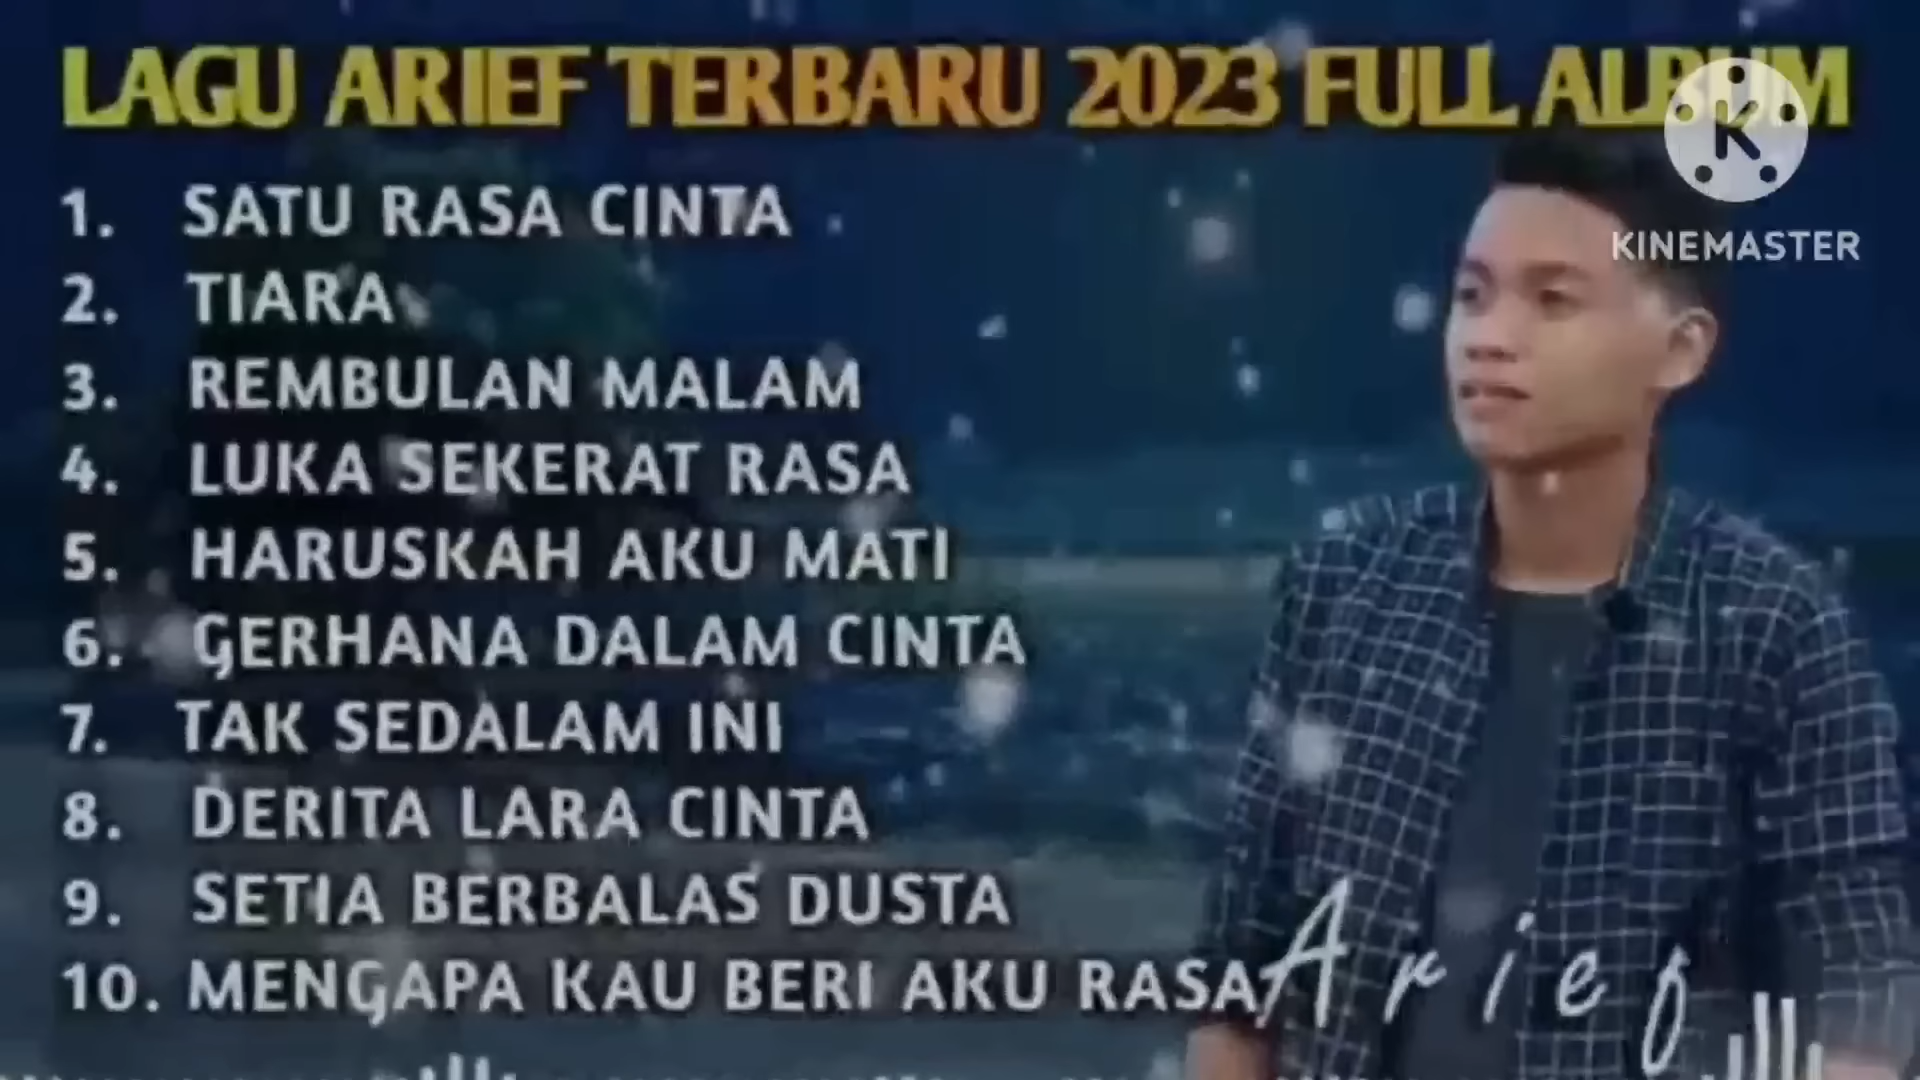 LAGU ARIEF TERBARU 2023 FULL ALBUM
K
KINEMASTER
1. SATU RASA CINTA
2. TIARA
3. REMBULAN MALAM
4. LUKA SEKERAT RASA
5. HARUSKAH AKU MATI
6. GERHANA DALAM CINTA
7. TAK SEDALAM INI
8. DERITA LARA CINTA
9. SETIA BERBALAS DUSTA
10. MENGAPA KAU BERI AKU RASA
Arief